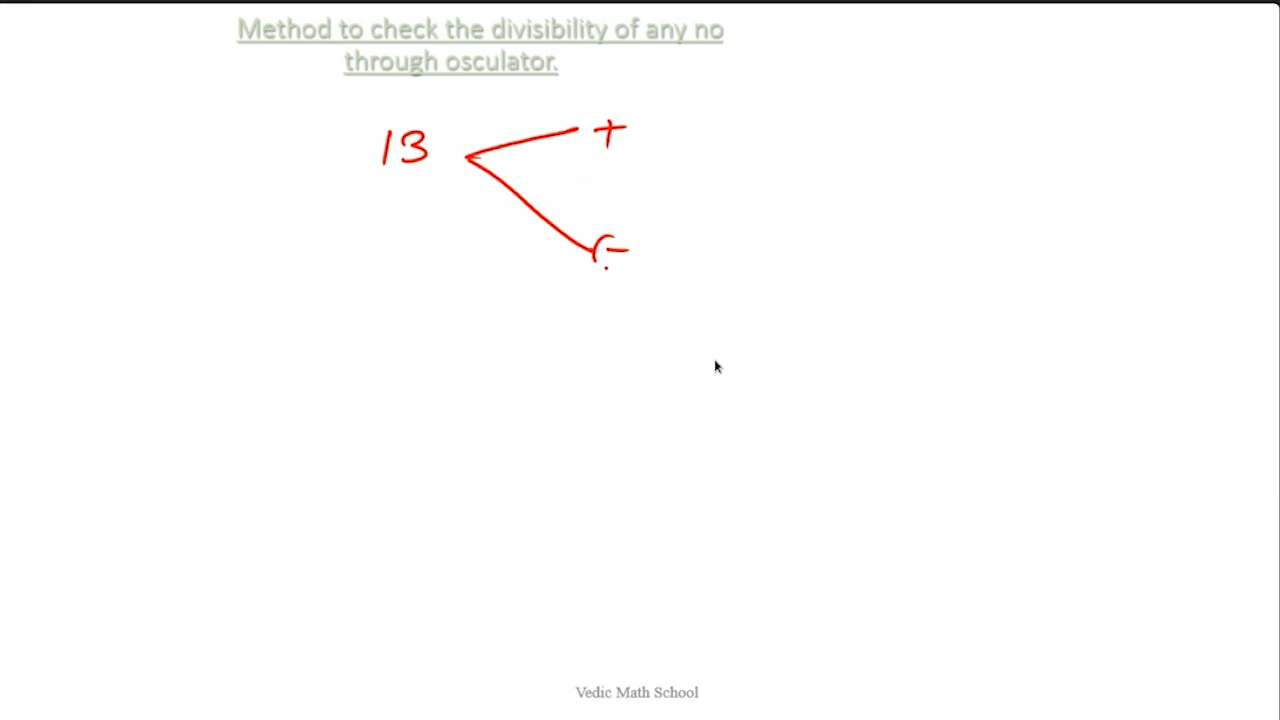 Method to check the divisibility of any no
through osculator.
13 +
(-
Vedic Math School